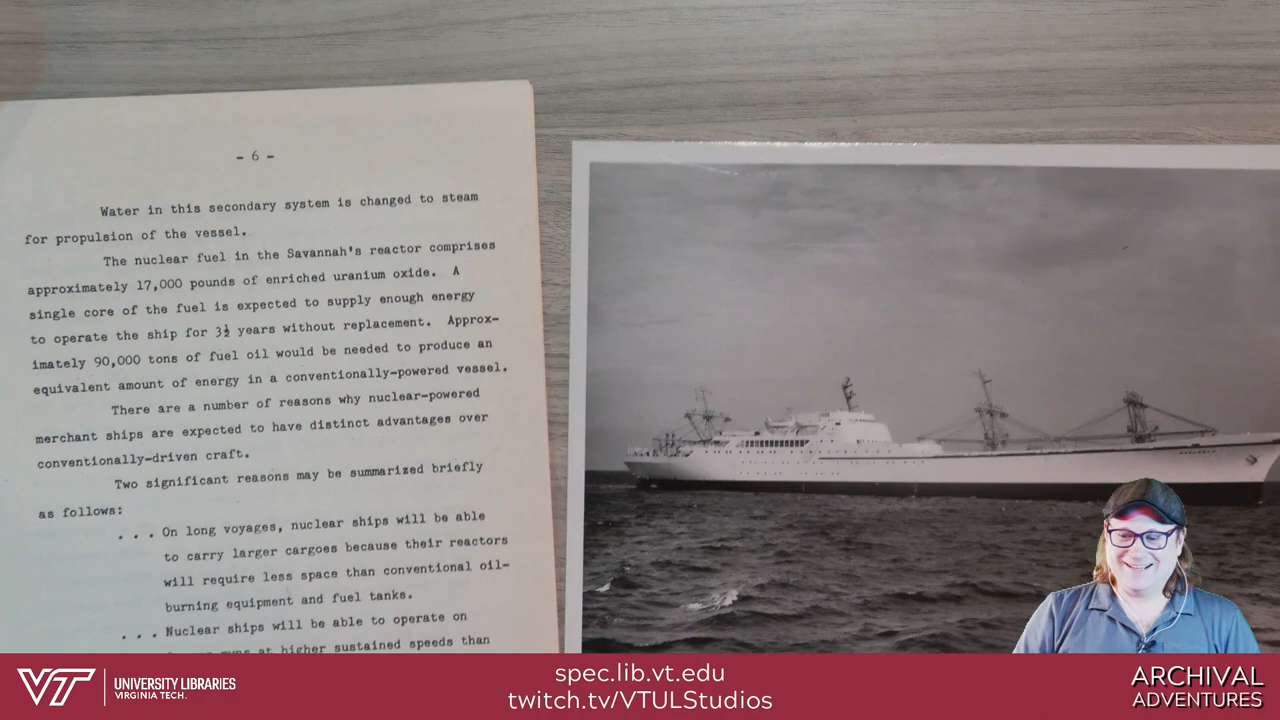 - 6 -
Water in this secondary system is changed to steam
for propulsion of the vessel.
The nuclear fuel in the Savannah's reactor comprises
approximately 17,000 pounds of enriched uranium oxide. A
single core of the fuel is expected to supply enough energy
to operate the ship for 3½ years without replacement. Approx-
imately 90,000 tons of fuel oil would be needed to produce an
equivalent amount of energy in a conventionally-powered vessel.
There are a number of reasons why nuclear-powered
merchant ships are expected to have distinct advantages over
conventionally-driven craft.
Two significant reasons may be summarized briefly
as follows:
. . . On long voyages, nuclear ships will be able
to carry larger cargoes because their reactors
will require less space than conventional oil-
burning equipment and fuel tanks.
. . . Nuclear ships will be able to operate on
runs at higher sustained speeds than
VT UNIVERSITY LIBRARIES
VIRGINIA TECH.
spec.lib.vt.edu
twitch.tv/VTULStudios
ARCHIVAL
ADVENTURES